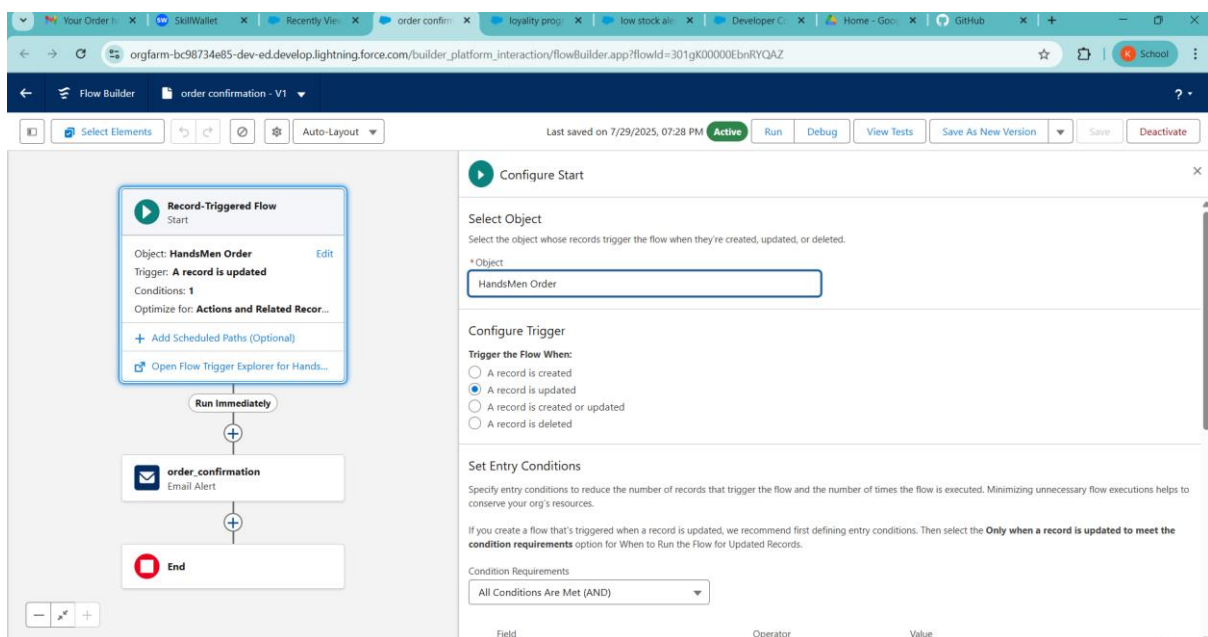 Your Order h
SW SkillWallet
Recently Viev
order confirm
loyality progr
low stock aler
Developer Co
Home - Goog
GitHub
orgfarm-bc98734e85-dev-ed.develop.lightning.force.com/builder_platform_interaction/flowBuilder.app?flowId=301gK00000EbnRYQAZ
K School
Flow Builder order confirmation - V1
?
Select Elements Auto-Layout Last saved on 7/29/2025, 07:28 PM Active Run Debug View Tests Save As New Version Save Deactivate
Record-Triggered Flow
Start
Object: HandsMen Order Edit
Trigger: A record is updated
Conditions: 1
Optimize for: Actions and Related Recor...
+ Add Scheduled Paths (Optional)
Open Flow Trigger Explorer for Hands...
Run Immediately
order_confirmation
Email Alert
End
Configure Start
Select Object
Select the object whose records trigger the flow when they're created, updated, or deleted.
*Object
HandsMen Order
Configure Trigger
Trigger the Flow When:
A record is created
A record is updated
A record is created or updated
A record is deleted
Set Entry Conditions
Specify entry conditions to reduce the number of records that trigger the flow and the number of times the flow is executed. Minimizing unnecessary flow executions helps to
conserve your org's resources.
If you create a flow that's triggered when a record is updated, we recommend first defining entry conditions. Then select the Only when a record is updated to meet the
condition requirements option for When to Run the Flow for Updated Records.
Condition Requirements
All Conditions Are Met (AND)
Field Operator Value